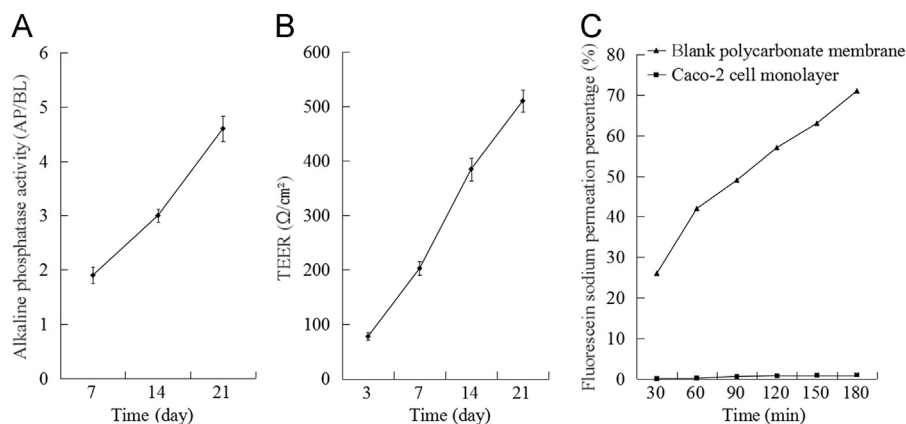 A
Alkaline phosphatase activity (AP/BL)
6
5
4
3
2
1
0
7 14 21
Time (day)
B
TEER (Ω/cm²)
600
500
400
300
200
100
0
3 7 14 21
Time (day)
C
Fluorescein sodium permeation percentage (%)
80
70
60
50
40
30
20
10
0
Blank polycarbonate membrane
Caco-2 cell monolayer
30 60 90 120 150 180
Time (min)